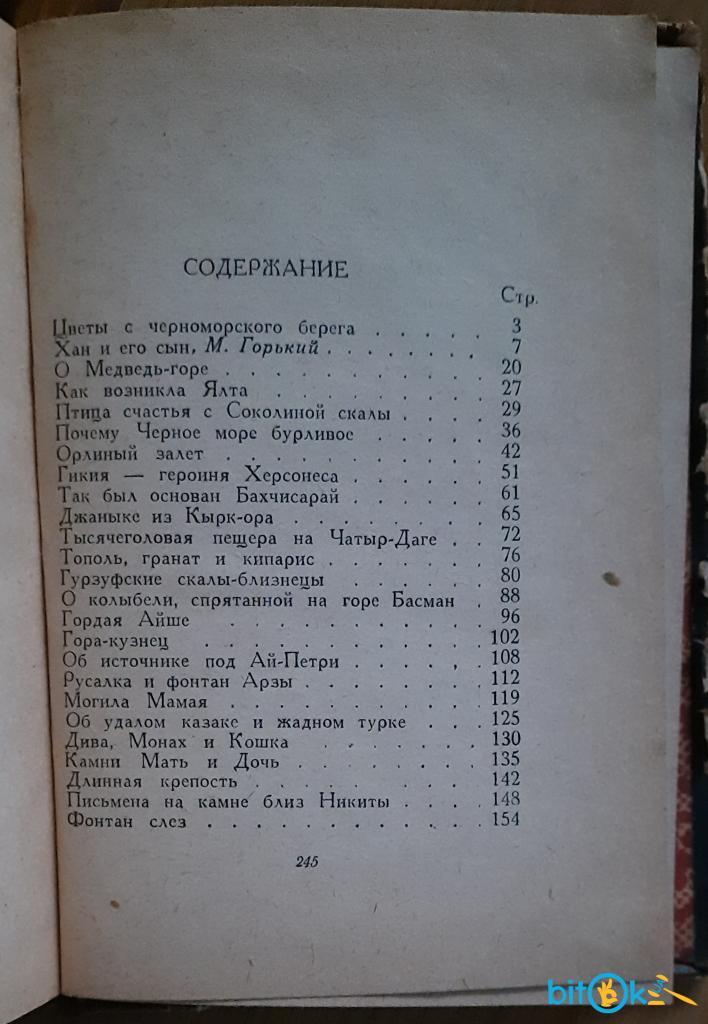 СОДЕРЖАНИЕ
Стр.
Цветы с черноморского берега . . . . . 3
Хан и его сын, М. Горький . . . . . . . 7
О Медведь-горе . . . . . . . . . . 20
Как возникла Ялта . . . . . . . . . 27
Птица счастья с Соколиной скалы . . . . 29
Почему Черное море бурливое . . . . . 36
Орлиный залет . . . . . . . . . . 42
Гикия — героиня Херсонеса . . . . . . 51
Так был основан Бахчисарай . . . . . . 61
Джаныке из Кырк-ора . . . . . . . . 65
Тысячеголовая пещера на Чатыр-Даге . . 72
Тополь, гранат и кипарис . . . . . . . 76
Гурзуфские скалы-близнецы . . . . . . 80
О колыбели, спрятанной на горе Басман . 88
Гордая Айше . . . . . . . . . . 96
Гора-кузнец . . . . . . . . . . . 102
Об источнике под Ай-Петри . . . . . . 108
Русалка и фонтан Арзы . . . . . . . 112
Могила Мамая . . . . . . . . . . 119
Об удалом казаке и жадном турке . . . 125
Дива, Монах и Кошка . . . . . . . 130
Камни Мать и Дочь . . . . . . . . 135
Длинная крепость . . . . . . . . . 142
Письмена на камне близ Никиты . . . . 148
Фонтан слез . . . . . . . . . . . 154
245
bitOk